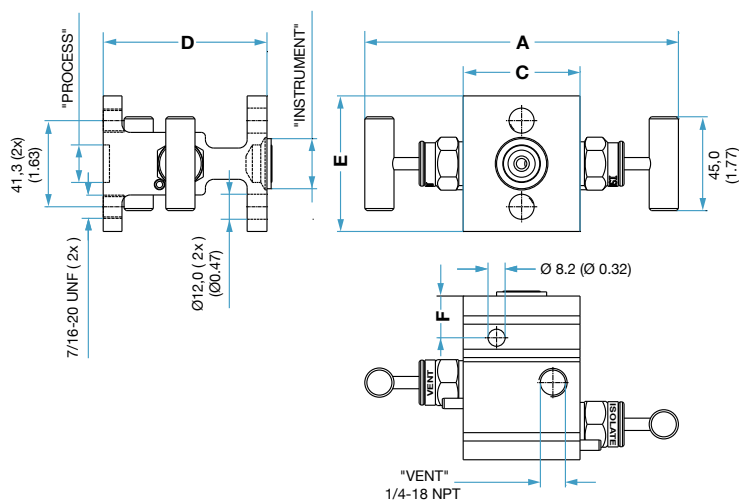 D
"PROCESS"
"INSTRUMENT"
41,3 (2x)
(1.63)
7/16-20 UNF ( 2x )
Ø12,0 ( 2x )
(Ø0.47)
A
C
E
45,0
(1.77)
Ø 8.2 (Ø 0.32)
F
VENT
ISOLATE
"VENT"
1/4-18 NPT